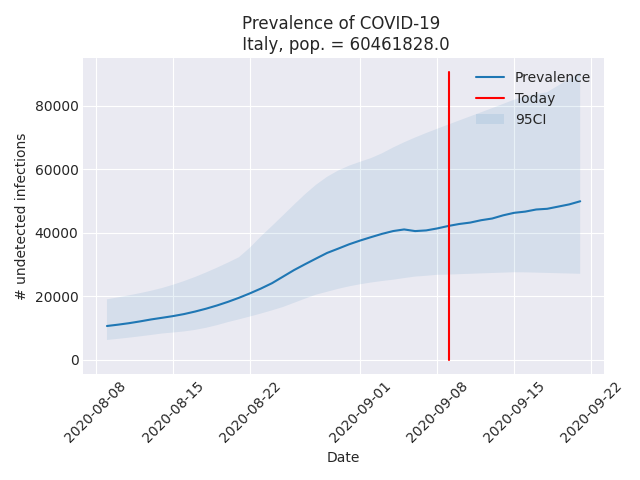 Prevalence of COVID-19
Italy, pop. = 60461828.0
Prevalence
Today
95CI
80000
60000
40000
20000
0
# undetected infections
2020-08-08
2020-08-15
2020-08-22
2020-09-01
2020-09-08
2020-09-15
2020-09-22
Date